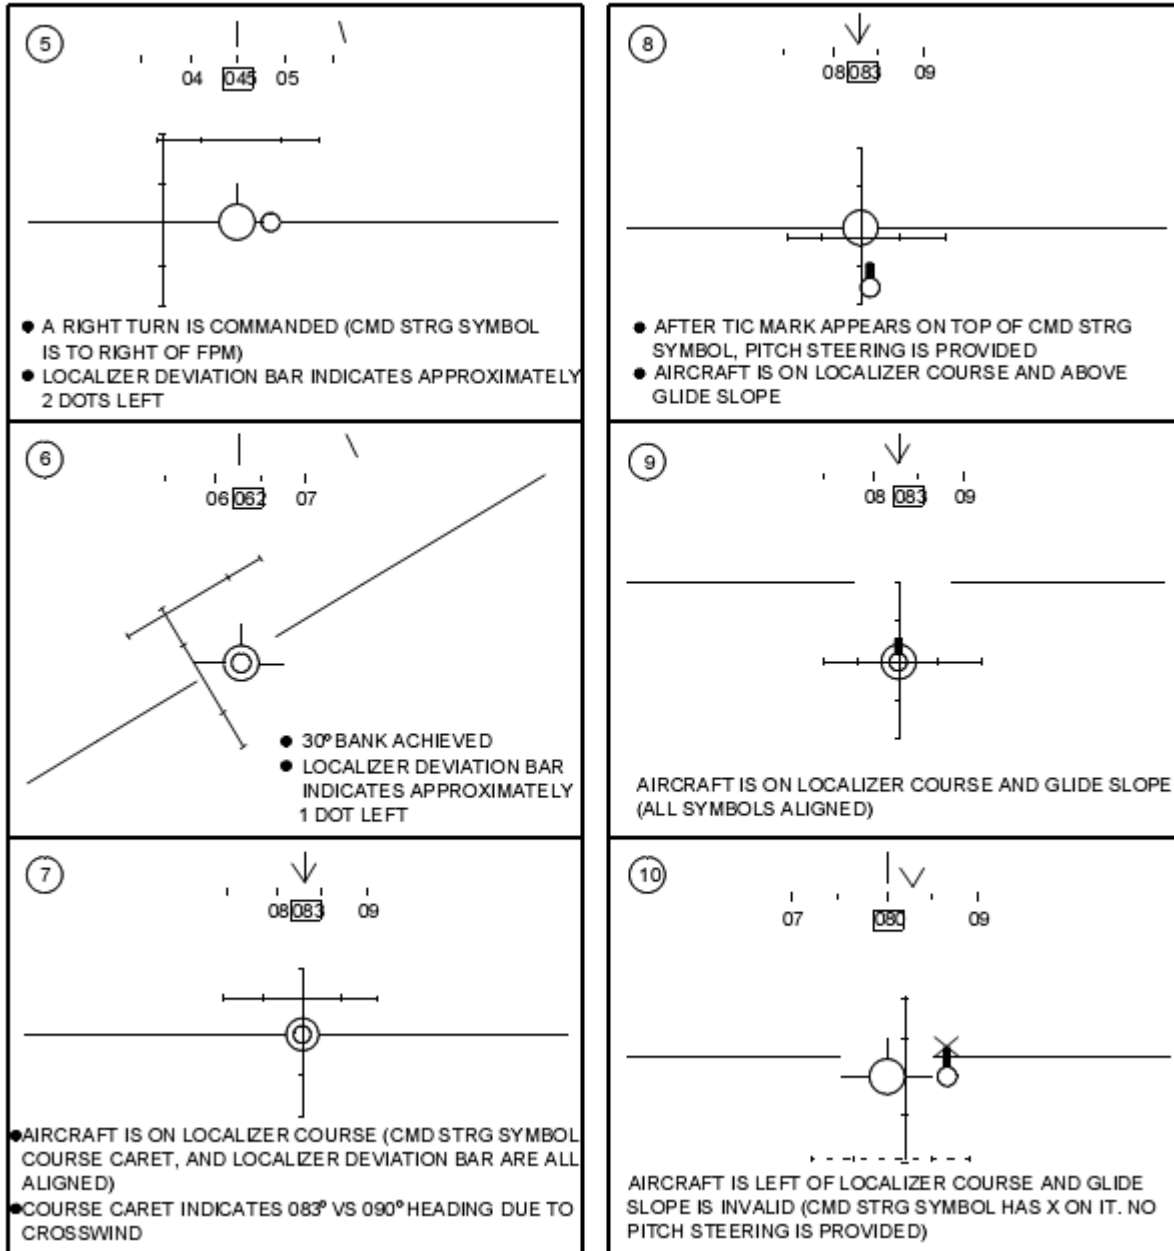 5
04 045 05
A RIGHT TURN IS COMMANDED (CMD STRG SYMBOL
IS TO RIGHT OF FPM)
LOCALIZER DEVIATION BAR INDICATES APPROXIMATELY
2 DOTS LEFT
6
06 062 07
30º BANK ACHIEVED
LOCALIZER DEVIATION BAR
INDICATES APPROXIMATELY
1 DOT LEFT
7
08 083 09
AIRCRAFT IS ON LOCALIZER COURSE (CMD STRG SYMBOL
COURSE CARET, AND LOCALIZER DEVIATION BAR ARE ALL
ALIGNED)
COURSE CARET INDICATES 083º VS 090º HEADING DUE TO
CROSSWIND
8
08 083 09
AFTER TIC MARK APPEARS ON TOP OF CMD STRG
SYMBOL, PITCH STEERING IS PROVIDED
AIRCRAFT IS ON LOCALIZER COURSE AND ABOVE
GLIDE SLOPE
9
08 083 09
AIRCRAFT IS ON LOCALIZER COURSE AND GLIDE SLOPE
(ALL SYMBOLS ALIGNED)
10
07 080 09
AIRCRAFT IS LEFT OF LOCALIZER COURSE AND GLIDE
SLOPE IS INVALID (CMD STRG SYMBOL HAS X ON IT. NO
PITCH STEERING IS PROVIDED)